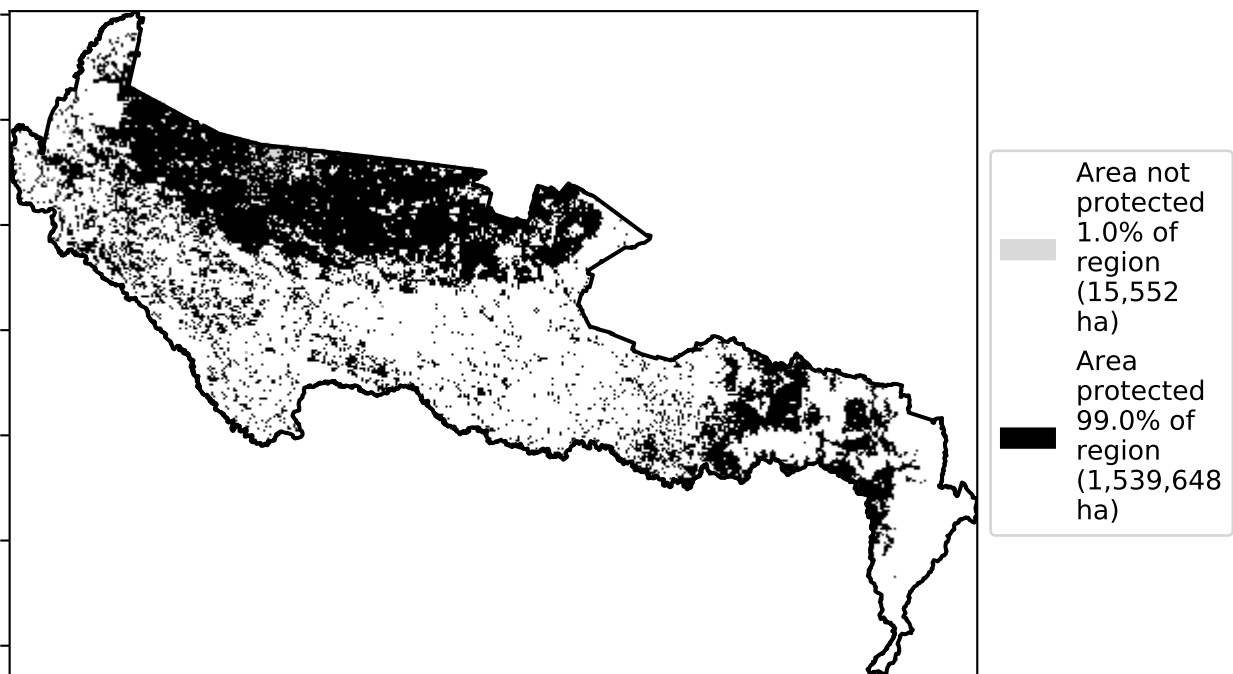 Area not
protected
1.0% of
region
(15,552
ha)
Area
protected
99.0% of
region
(1,539,648
ha)